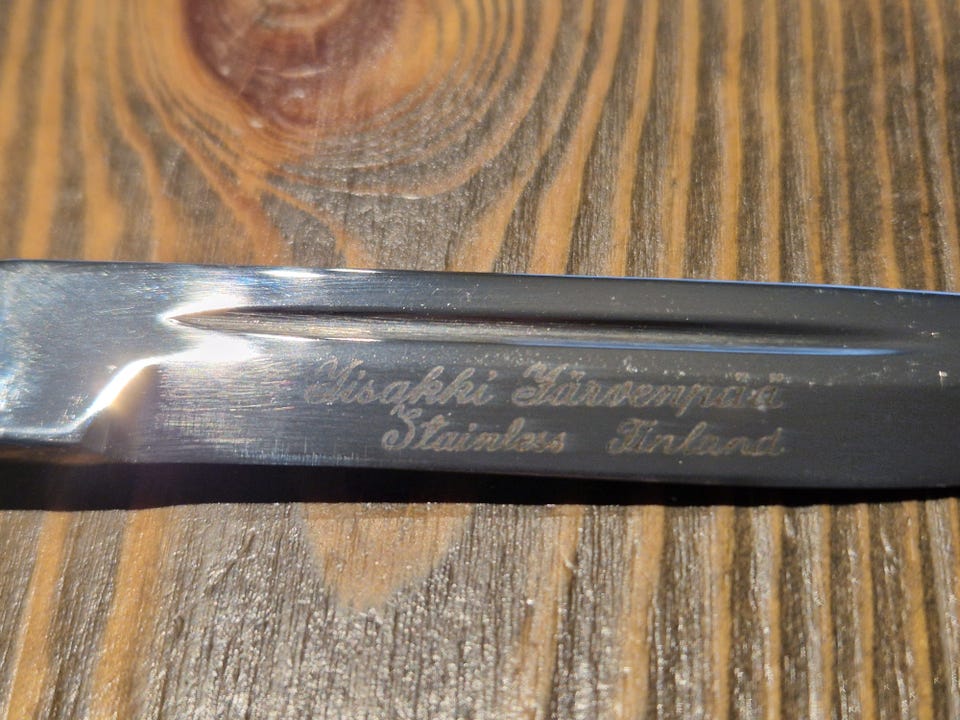 Iisakki Järvenpää
Stainless Finland